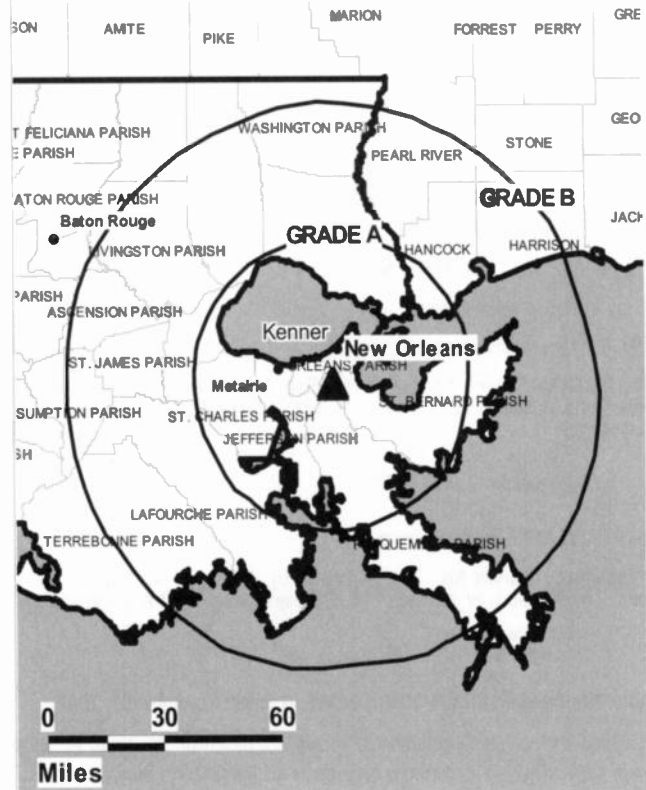 SON AMITE PIKE MARION FORREST PERRY GRE
WASHINGTON PARISH
T FELICIANA PARISH
E PARISH
PEARL RIVER
STONE
GEO
ATON ROUGE PARISH
Baton Rouge
GRADE B
GRADE A
JACH
IVINGSTON PARISH
HANCOCK
HARRISON
PARISH
ASCENSION PARISH
Kenner
New Orleans
ST. JAMES PARISH
ORLEANS PARISH
Metairie
ST. BERNARD PARISH
SUMPTION PARISH
ST. CHARLES PARISH
JEFFERSON PARISH
SH
LAFOURCHE PARISH
TERREBONNE PARISH
PLAQUEMINES PARISH
0 30 60
Miles